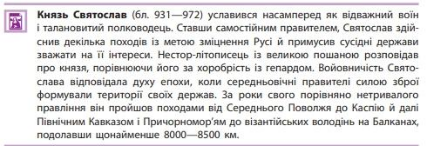 Князь Святослав (бл. 931—972) уславився насамперед як відважний воїн
і талановитий полководець. Ставши самостійним правителем, Святослав здій-
снив декілька походів із метою зміцнення Русі й примусив сусідні держави
зважати на її інтереси. Нестор-літописець із великою пошаною розповідав
про князя, порівнюючи його за хоробрість із гепардом. Войовничість Свято-
слава відповідала духу епохи, коли середньовічні правителі силою зброї
формували території своїх держав. За роки свого порівняно нетривалого
правління він пройшов походами від Середнього Поволжя до Каспію й далі
Північним Кавказом і Причорномор'ям до візантійських володінь на Балканах,
подолавши щонайменше 8000—8500 км.